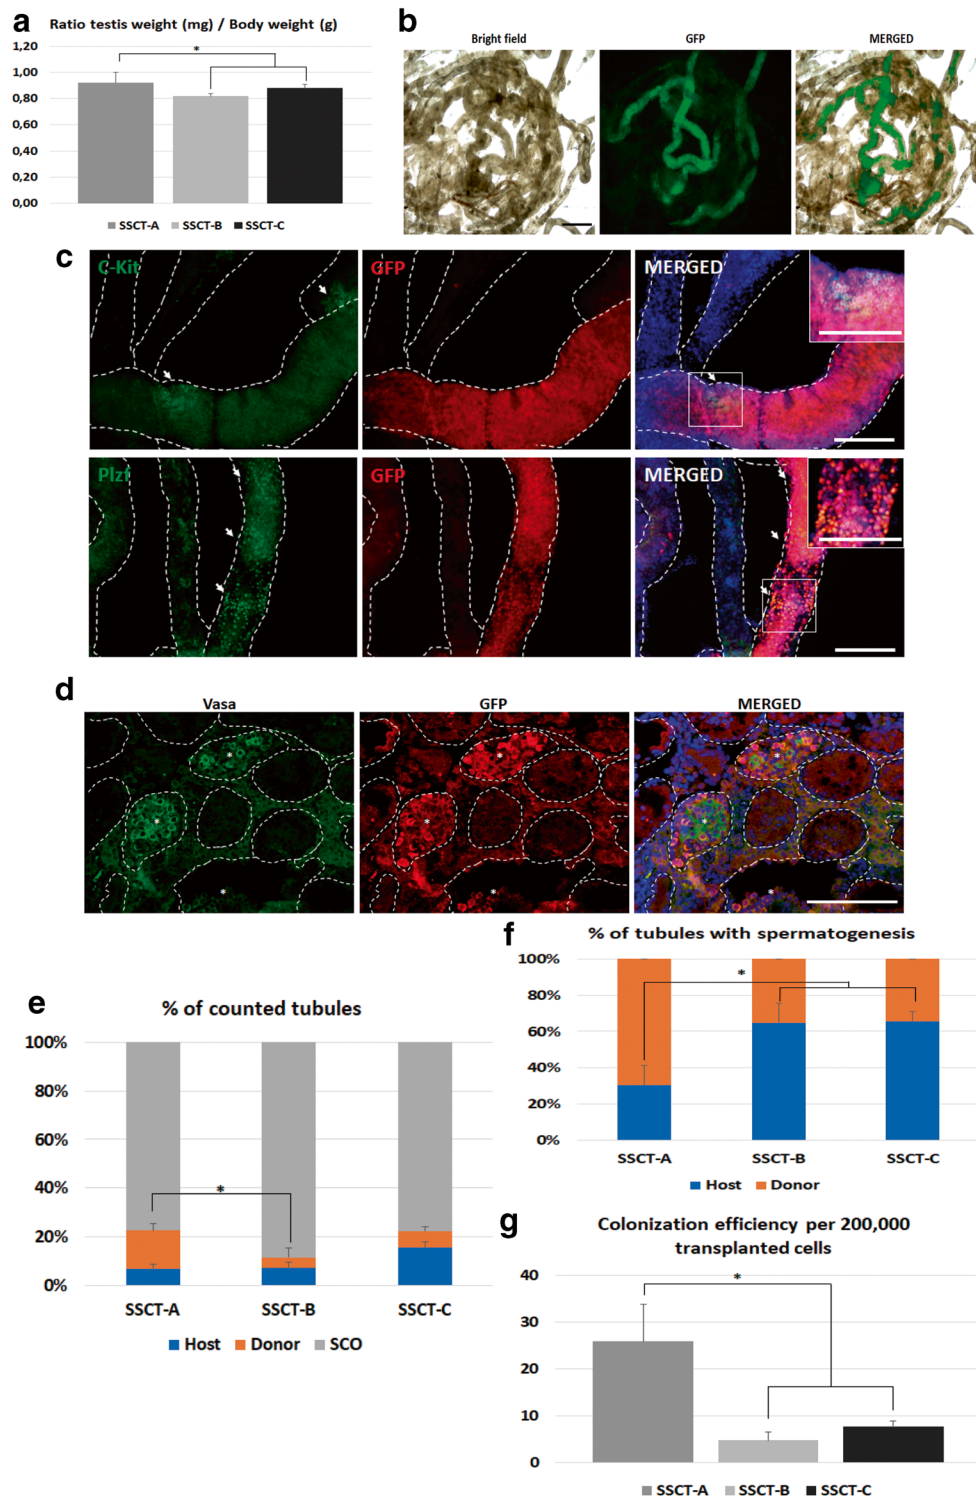 a
Ratio testis weight (mg) / Body weight (g)
1,20
1,00
0,80
0,60
0,40
0,20
0,00
*
SSCT-A SSCT-B SSCT-C
b
Bright field GFP MERGED
c
C-Kit GFP MERGED
Plzf GFP MERGED
d
Vasa GFP MERGED
* * *
* * *
* * *
e
% of counted tubules
100%
80%
60%
40%
20%
0%
*
SSCT-A SSCT-B SSCT-C
Host Donor SCO
f
% of tubules with spermatogenesis
100%
80%
60%
40%
20%
0%
*
SSCT-A SSCT-B SSCT-C
Host Donor
g
Colonization efficiency per 200,000
transplanted cells
40
30
20
10
0
*
SSCT-A SSCT-B SSCT-C